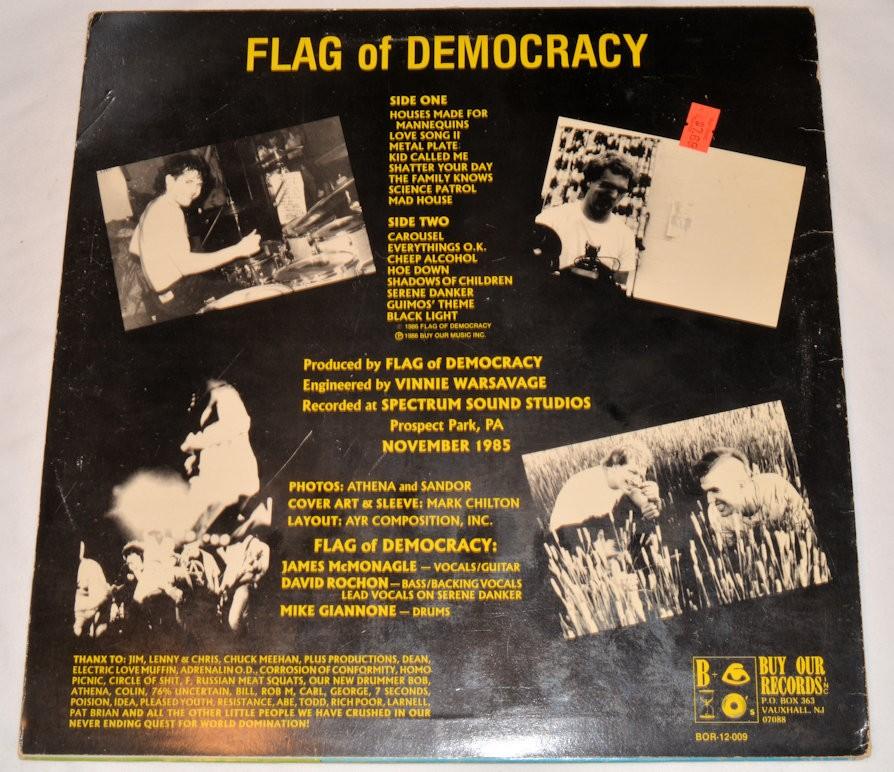 FLAG of DEMOCRACY
SIDE ONE
HOUSES MADE FOR
MANNEQUINS
LOVE SONG II
METAL PLATE
KID CALLED ME
SHATTER YOUR DAY
THE FAMILY KNOWS
SCIENCE PATROL
MAD HOUSE
SIDE TWO
CAROUSEL
EVERYTHINGS O.K.
CHEEP ALCOHOL
HOE DOWN
SHADOWS OF CHILDREN
SERENE DANKER
GUIMOS' THEME
BLACK LIGHT
© 1986 FLAG OF DEMOCRACY
℗ 1986 BUY OUR MUSIC INC.
Produced by FLAG of DEMOCRACY
Engineered by VINNIE WARSAVAGE
Recorded at SPECTRUM SOUND STUDIOS
Prospect Park, PA
NOVEMBER 1985
PHOTOS: ATHENA and SANDOR
COVER ART & SLEEVE: MARK CHILTON
LAYOUT: AYR COMPOSITION, INC.
FLAG of DEMOCRACY:
JAMES McMONAGLE — VOCALS/GUITAR
DAVID ROCHON — BASS/BACKING VOCALS
LEAD VOCALS ON SERENE DANKER
MIKE GIANNONE — DRUMS
THANX TO: JIM, LENNY & CHRIS, CHUCK MEEHAN, PLUS PRODUCTIONS, DEAN,
ELECTRIC LOVE MUFFIN, ADRENALIN O.D., CORROSION OF CONFORMITY, HOMO
PICNIC, CIRCLE OF SHIT, F, RUSSIAN MEAT SQUATS, OUR NEW DRUMMER BOB,
ATHENA, COLIN, 76% UNCERTAIN, BILL, ROB M, CARL, GEORGE, 7 SECONDS,
POISION, IDEA, PLEASED YOUTH, RESISTANCE, ABE, TODD, RICH POOR, LARNELL,
PAT BRIAN AND ALL THE OTHER LITTLE PEOPLE WE HAVE CRUSHED IN OUR
NEVER ENDING QUEST FOR WORLD DOMINATION!
B
's
BUY OUR
RECORDS INC
P.O. BOX 363
VAUXHALL, NJ
07088
BOR-12-009